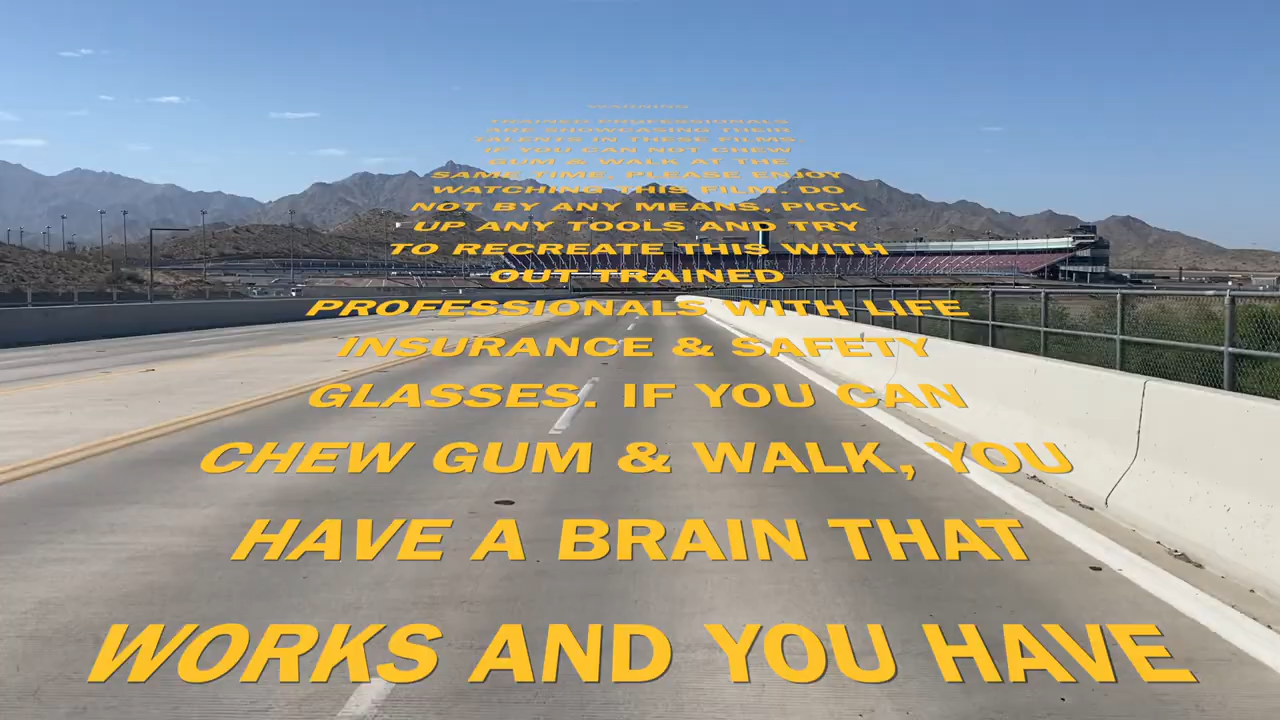 WARNING
TRAINED PROFESSIONALS
ARE SHOWCASING THEIR
TALENTS IN THESE FILMS.
IF YOU CAN NOT CHEW
GUM & WALK AT THE
SAME TIME, PLEASE ENJOY
WATCHING THIS FILM. DO
NOT BY ANY MEANS, PICK
UP ANY TOOLS AND TRY
TO RECREATE THIS WITH
OUT TRAINED
PROFESSIONALS WITH LIFE
INSURANCE & SAFETY
GLASSES. IF YOU CAN
CHEW GUM & WALK, YOU
HAVE A BRAIN THAT
WORKS AND YOU HAVE